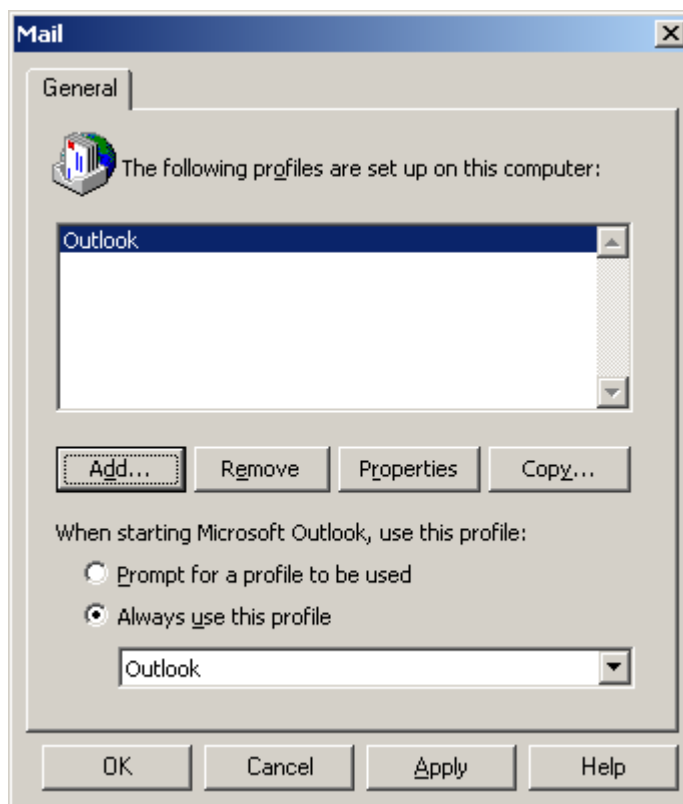 Mail
General
The following profiles are set up on this computer:
Outlook
Add... Remove Properties Copy...
When starting Microsoft Outlook, use this profile:
Prompt for a profile to be used
Always use this profile
Outlook
OK Cancel Apply Help